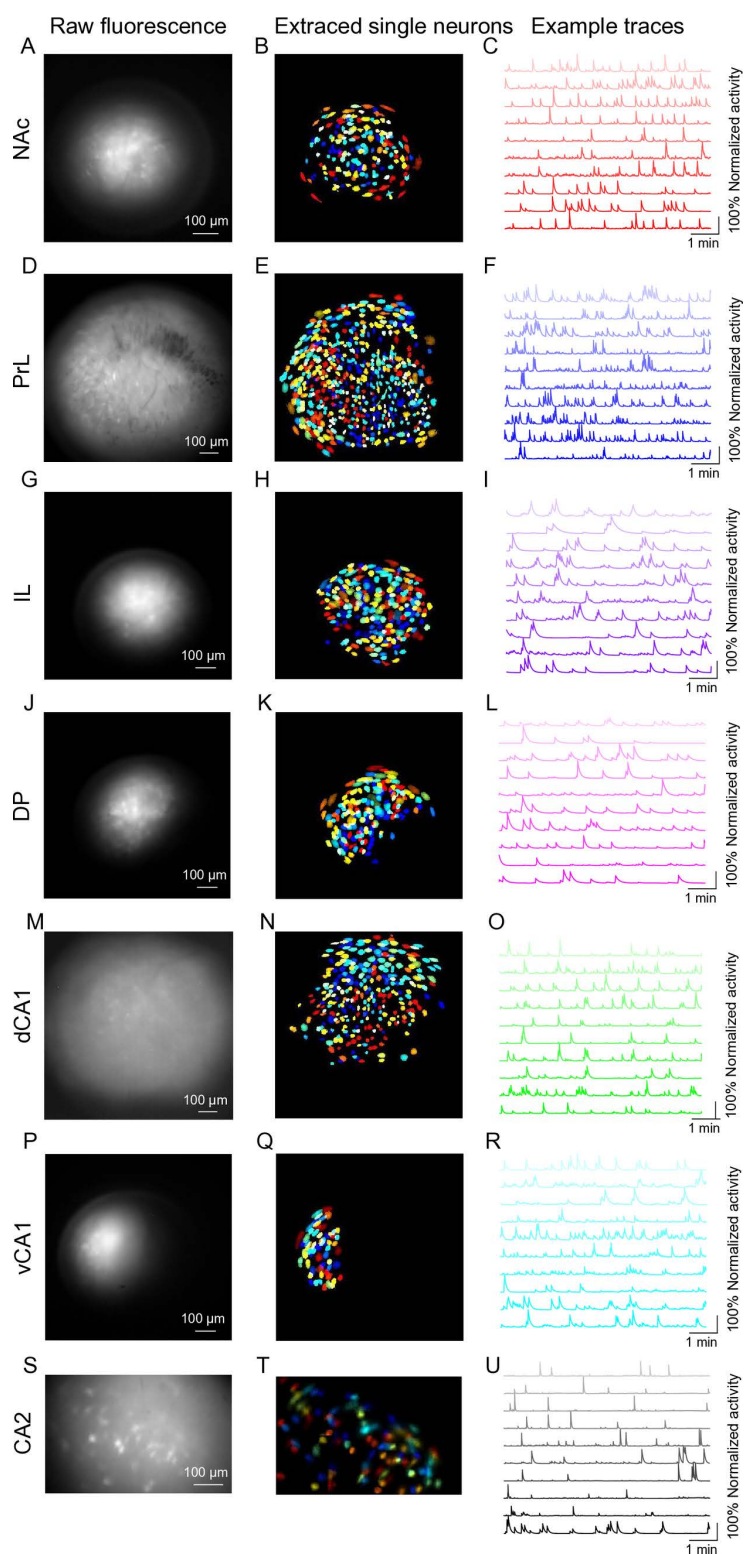 Raw fluorescence Extraced single neurons Example traces
A B C
NAc
100 µm
100% Normalized activity
1 min
D E F
PrL
100 µm
100% Normalized activity
1 min
G H I
IL
100 µm
100% Normalized activity
1 min
J K L
DP
100 µm
100% Normalized activity
1 min
M N O
dCA1
100 µm
100% Normalized activity
1 min
P Q R
vCA1
100 µm
100% Normalized activity
1 min
S T U
CA2
100 µm
100% Normalized activity
1 min